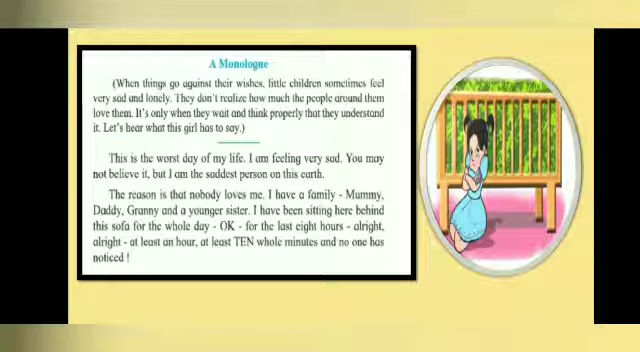 A Monologue
(When things go against their wishes, little children sometimes feel
very sad and lonely. They don't realize how much the people around them
love them. It's only when they wait and think properly that they understand
it. Let's hear what this girl has to say.)
This is the worst day of my life. I am feeling very sad. You may
not believe it, but I am the saddest person on this earth.
The reason is that nobody loves me. I have a family - Mummy,
Daddy, Granny and a younger sister. I have been sitting here behind
this sofa for the whole day - OK - for the last eight hours - alright,
alright - at least an hour, at least TEN whole minutes and no one has
noticed !